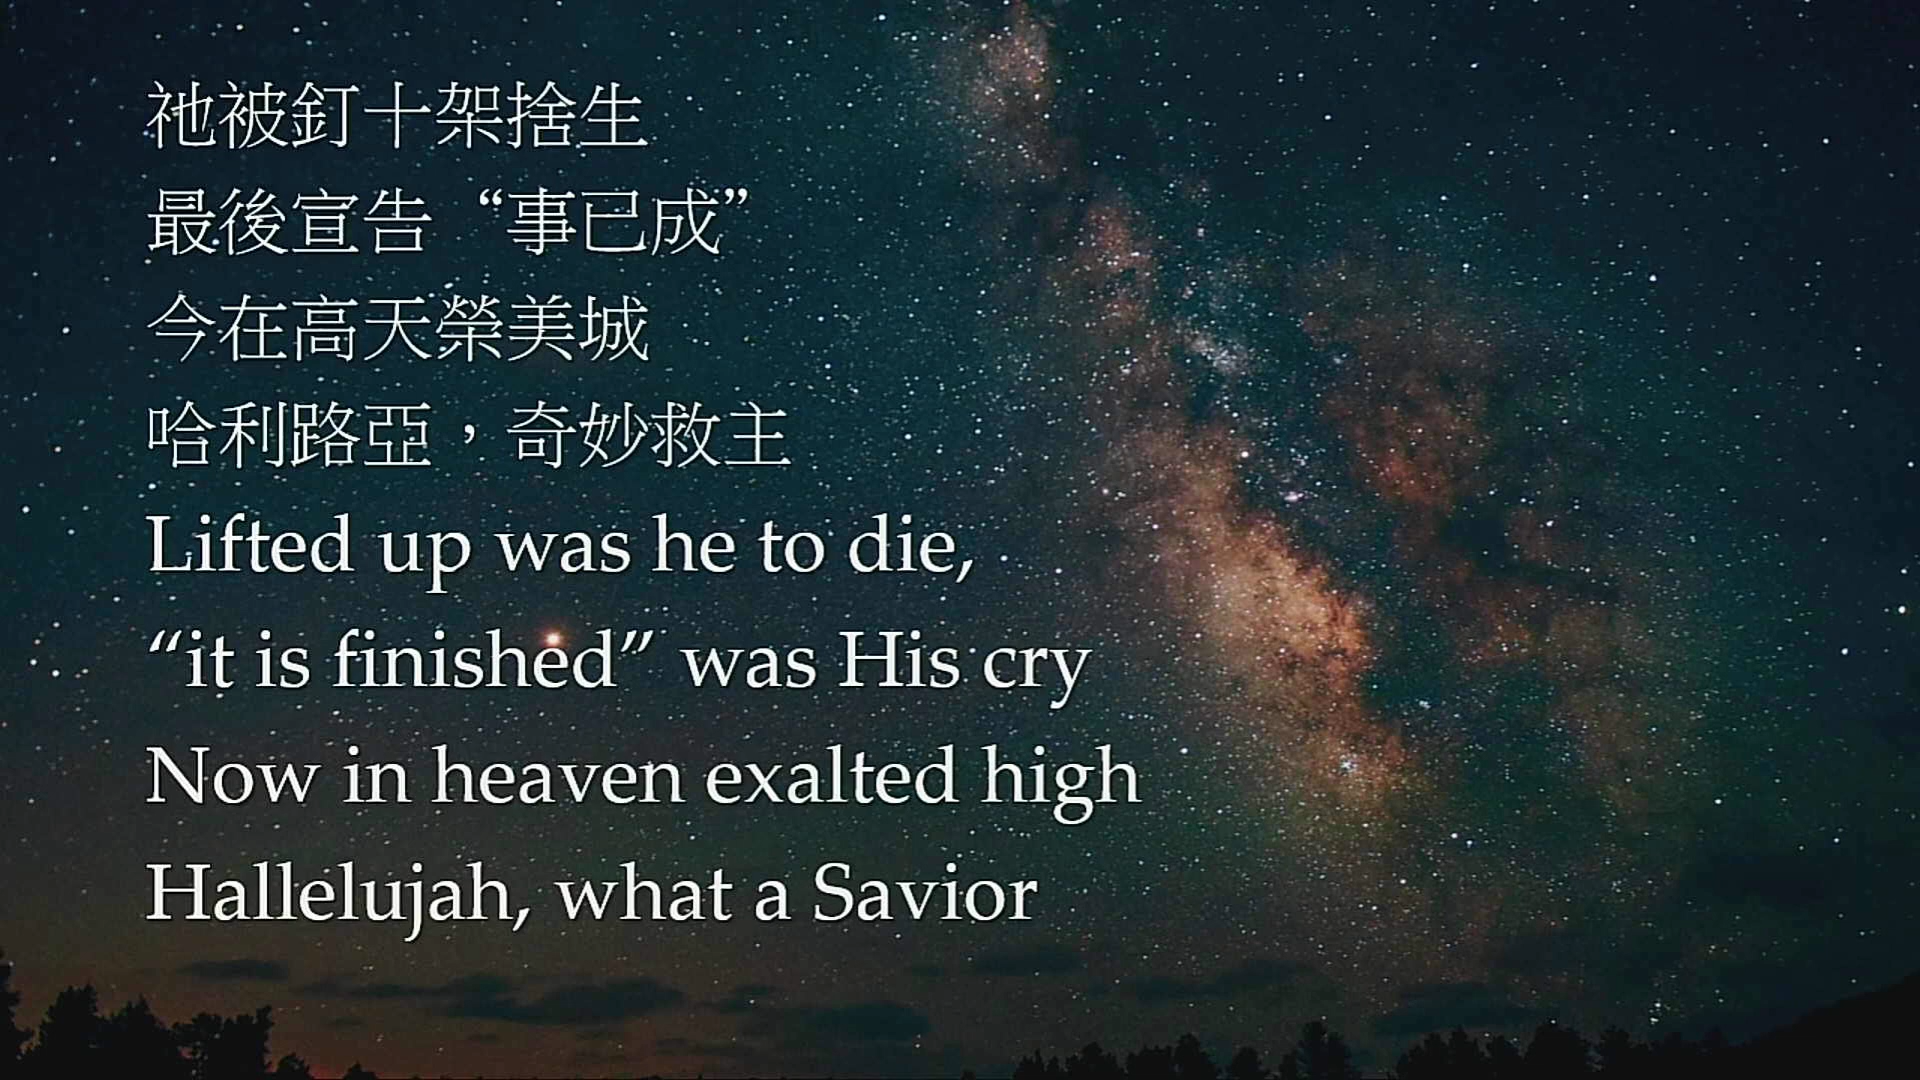 祂被釘十架捨生
最後宣告“事已成”
今在高天榮美城
哈利路亞，奇妙救主
Lifted up was he to die,
“it is finished” was His cry
Now in heaven exalted high
Hallelujah, what a Savior